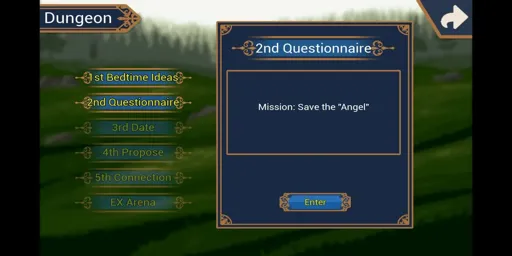 Dungeon
1st Bedtime Ideas
2nd Questionnaire
3rd Date
4th Propose
5th Connection
EX Arena
2nd Questionnaire
Mission: Save the "Angel"
Enter